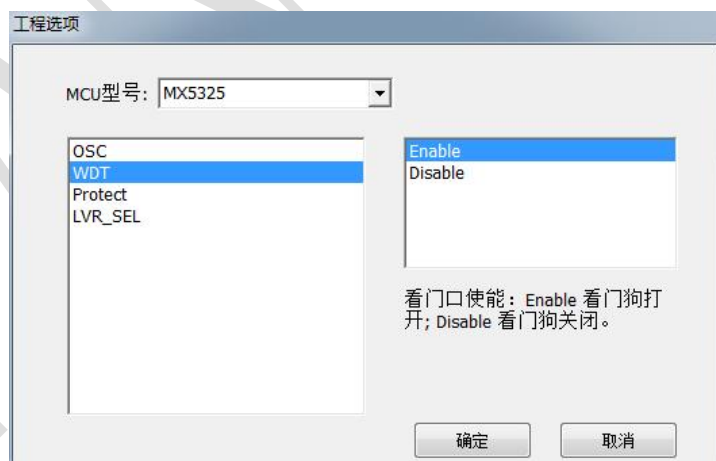 工程选项
MCU型号: MX5325
OSC
WDT
Protect
LVR_SEL
Enable
Disable
看门口使能：Enable 看门狗打
开; Disable 看门狗关闭。
确定
取消